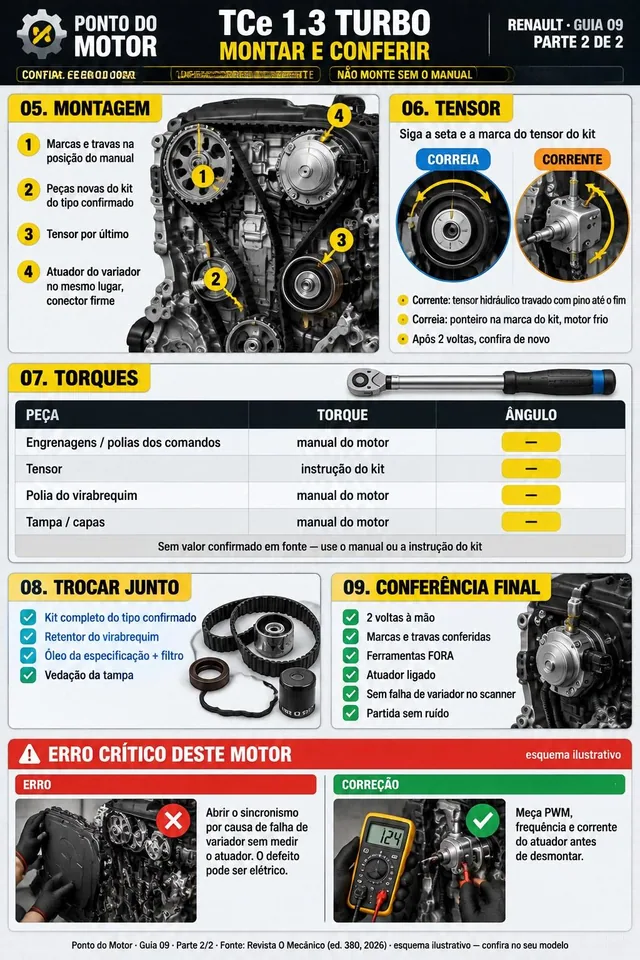 PONTO DO
MOTOR
TCe 1.3 TURBO
MONTAR E CONFERIR
RENAULT · GUIA 09
PARTE 2 DE 2
NÃO MONTE SEM O MANUAL
05. MONTAGEM
1 Marcas e travas na
posição do manual
2 Peças novas do kit
do tipo confirmado
3 Tensor por último
4 Atuador do variador
no mesmo lugar,
conector firme
4
1
3
2
06. TENSOR
Siga a seta e a marca do tensor do kit
CORREIA
CORRENTE
Corrente: tensor hidráulico travado com pino até o fim
Correia: ponteiro na marca do kit, motor frio
Após 2 voltas, confira de novo
07. TORQUES
PEÇA TORQUE ÂNGULO
Engrenagens / polias dos comandos manual do motor —
Tensor instrução do kit —
Polia do virabrequim manual do motor —
Tampa / capas manual do motor —
Sem valor confirmado em fonte — use o manual ou a instrução do kit
08. TROCAR JUNTO
Kit completo do tipo confirmado
Retentor do virabrequim
Óleo da especificação + filtro
Vedação da tampa
09. CONFERÊNCIA FINAL
2 voltas à mão
Marcas e travas conferidas
Ferramentas FORA
Atuador ligado
Sem falha de variador no scanner
Partida sem ruído
ERRO CRÍTICO DESTE MOTOR
esquema ilustrativo
ERRO
Abrir o sincronismo
por causa de falha de
variador sem medir
o atuador. O defeito
pode ser elétrico.
CORREÇÃO
124
Meça PWM,
frequência e corrente
do atuador antes
de desmontar.
Ponto do Motor · Guia 09 · Parte 2/2 · Fonte: Revista O Mecânico (ed. 380, 2026) · esquema ilustrativo — confira no seu modelo